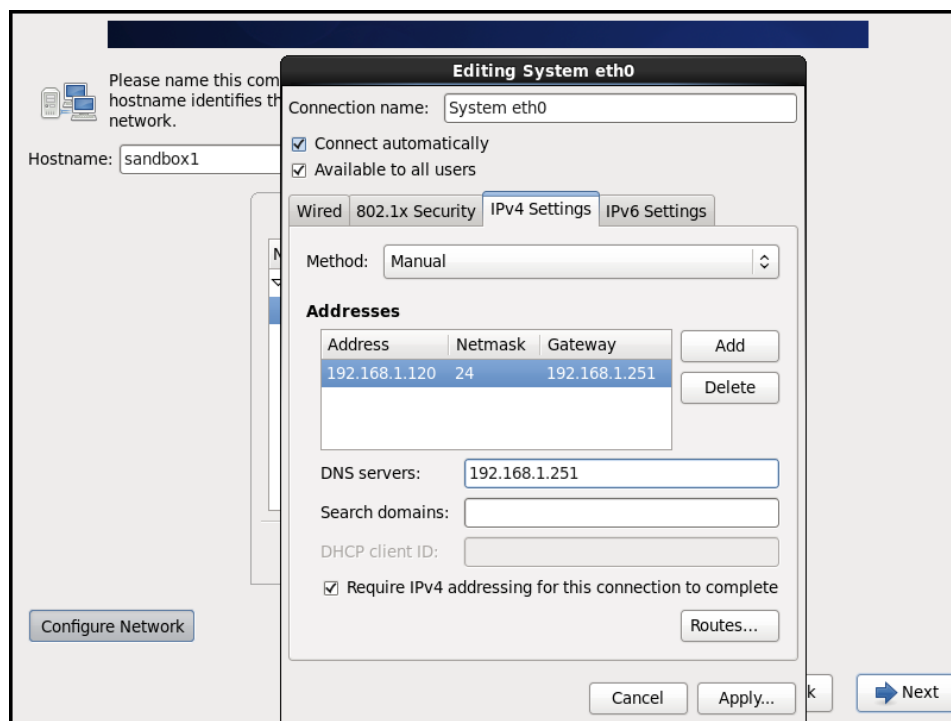 Editing System eth0
Please name this com
hostname identifies th
network.
Hostname: sandbox1
Connection name: System eth0
Connect automatically
Available to all users
Wired 802.1x Security IPv4 Settings IPv6 Settings
Method: Manual
Addresses
Address Netmask Gateway
192.168.1.120 24 192.168.1.251
Add
Delete
DNS servers: 192.168.1.251
Search domains:
DHCP client ID:
Require IPv4 addressing for this connection to complete
Routes...
Configure Network
Cancel Apply...
k Next